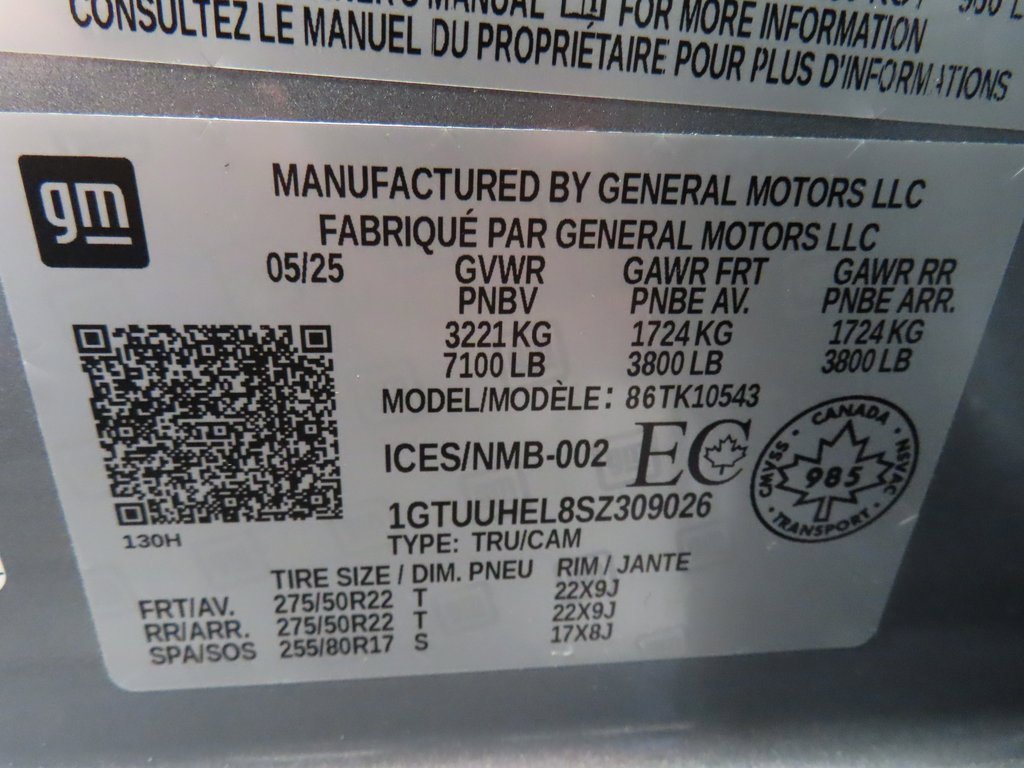 MANUAL FOR MORE INFORMATION
CONSULTEZ LE MANUEL DU PROPRIÉTAIRE POUR PLUS D'INFORMATIONS
gm
MANUFACTURED BY GENERAL MOTORS LLC
FABRIQUÉ PAR GENERAL MOTORS LLC
05/25 GVWR GAWR FRT GAWR RR
PNBV PNBE AV. PNBE ARR.
3221 KG 1724 KG 1724 KG
7100 LB 3800 LB 3800 LB
MODEL/MODÈLE: 86TK10543
ICES/NMB-002 EC
CANADA
CMVSS 985 NSVAC
TRANSPORT
1GTUUHEL8SZ309026
130H
TYPE: TRU/CAM
TIRE SIZE / DIM. PNEU RIM / JANTE
FRT/AV. 275/50R22 T 22X9J
RR/ARR. 275/50R22 T 22X9J
SPA/SOS 255/80R17 S 17X8J